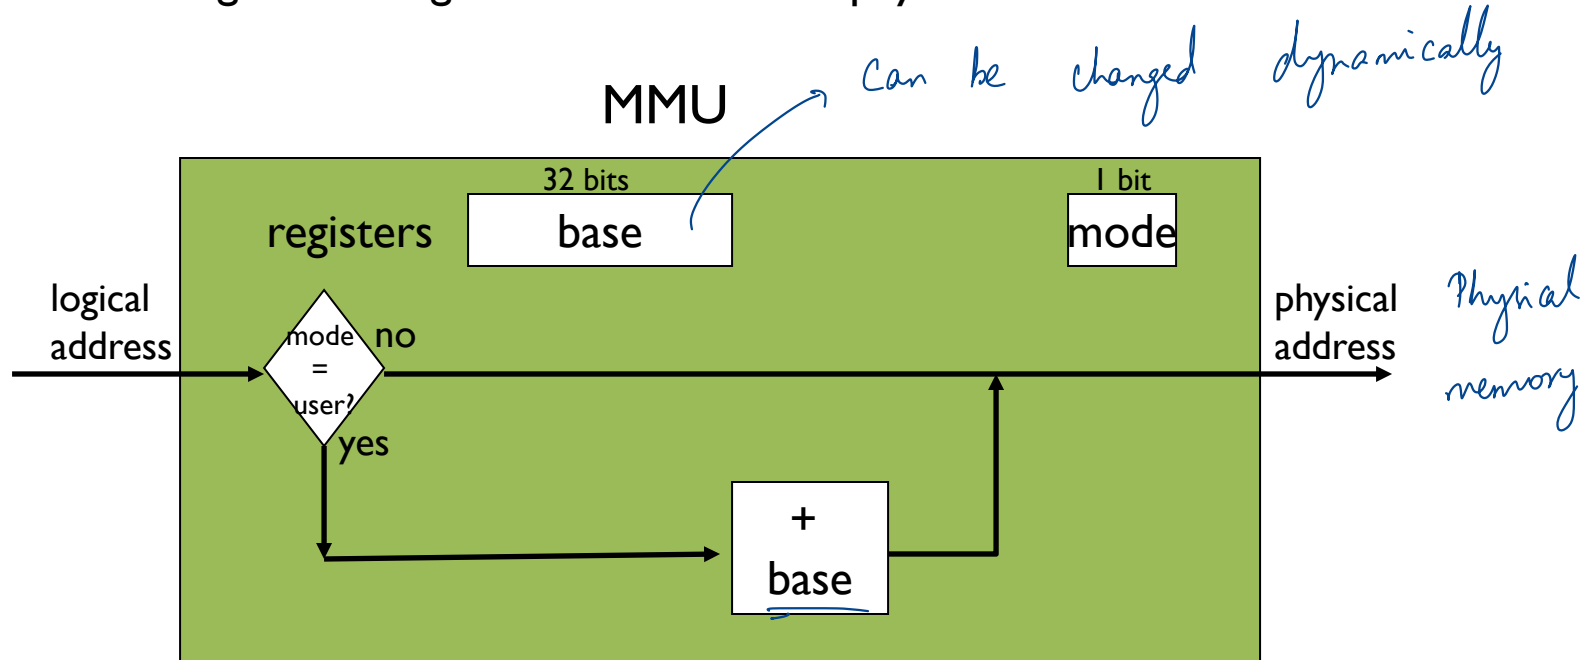 can be changed dynamically
MMU
32 bits
1 bit
registers
base
mode
logical
address
mode
=
user?
no
yes
physical
address
Physical
memory
+
base